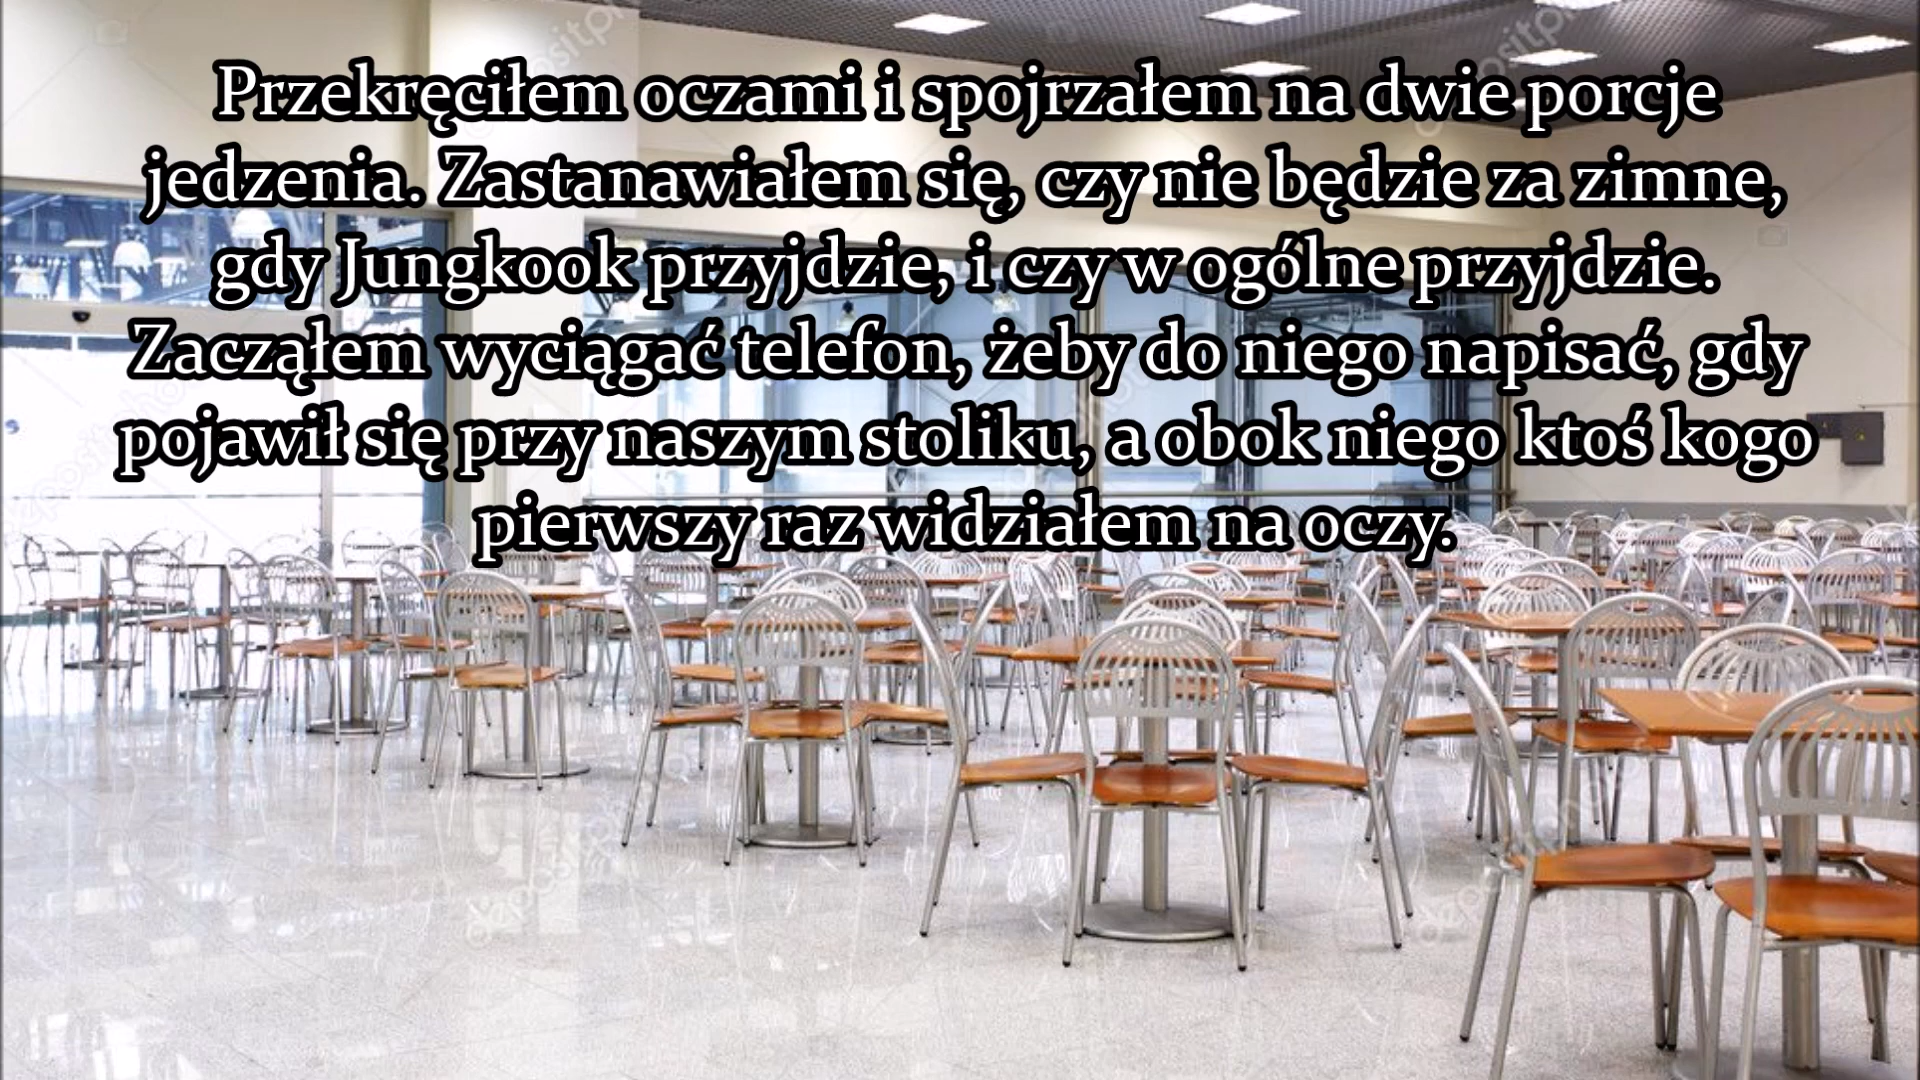 Przekręciłem oczami i spojrzałem na dwie porcje
jedzenia. Zastanawiałem się, czy nie będzie za zimne,
gdy Jungkook przyjdzie, i czy w ogólne przyjdzie.
Zacząłem wyciągać telefon, żeby do niego napisać, gdy
pojawił się przy naszym stoliku, a obok niego ktoś kogo
pierwszy raz widziałem na oczy.